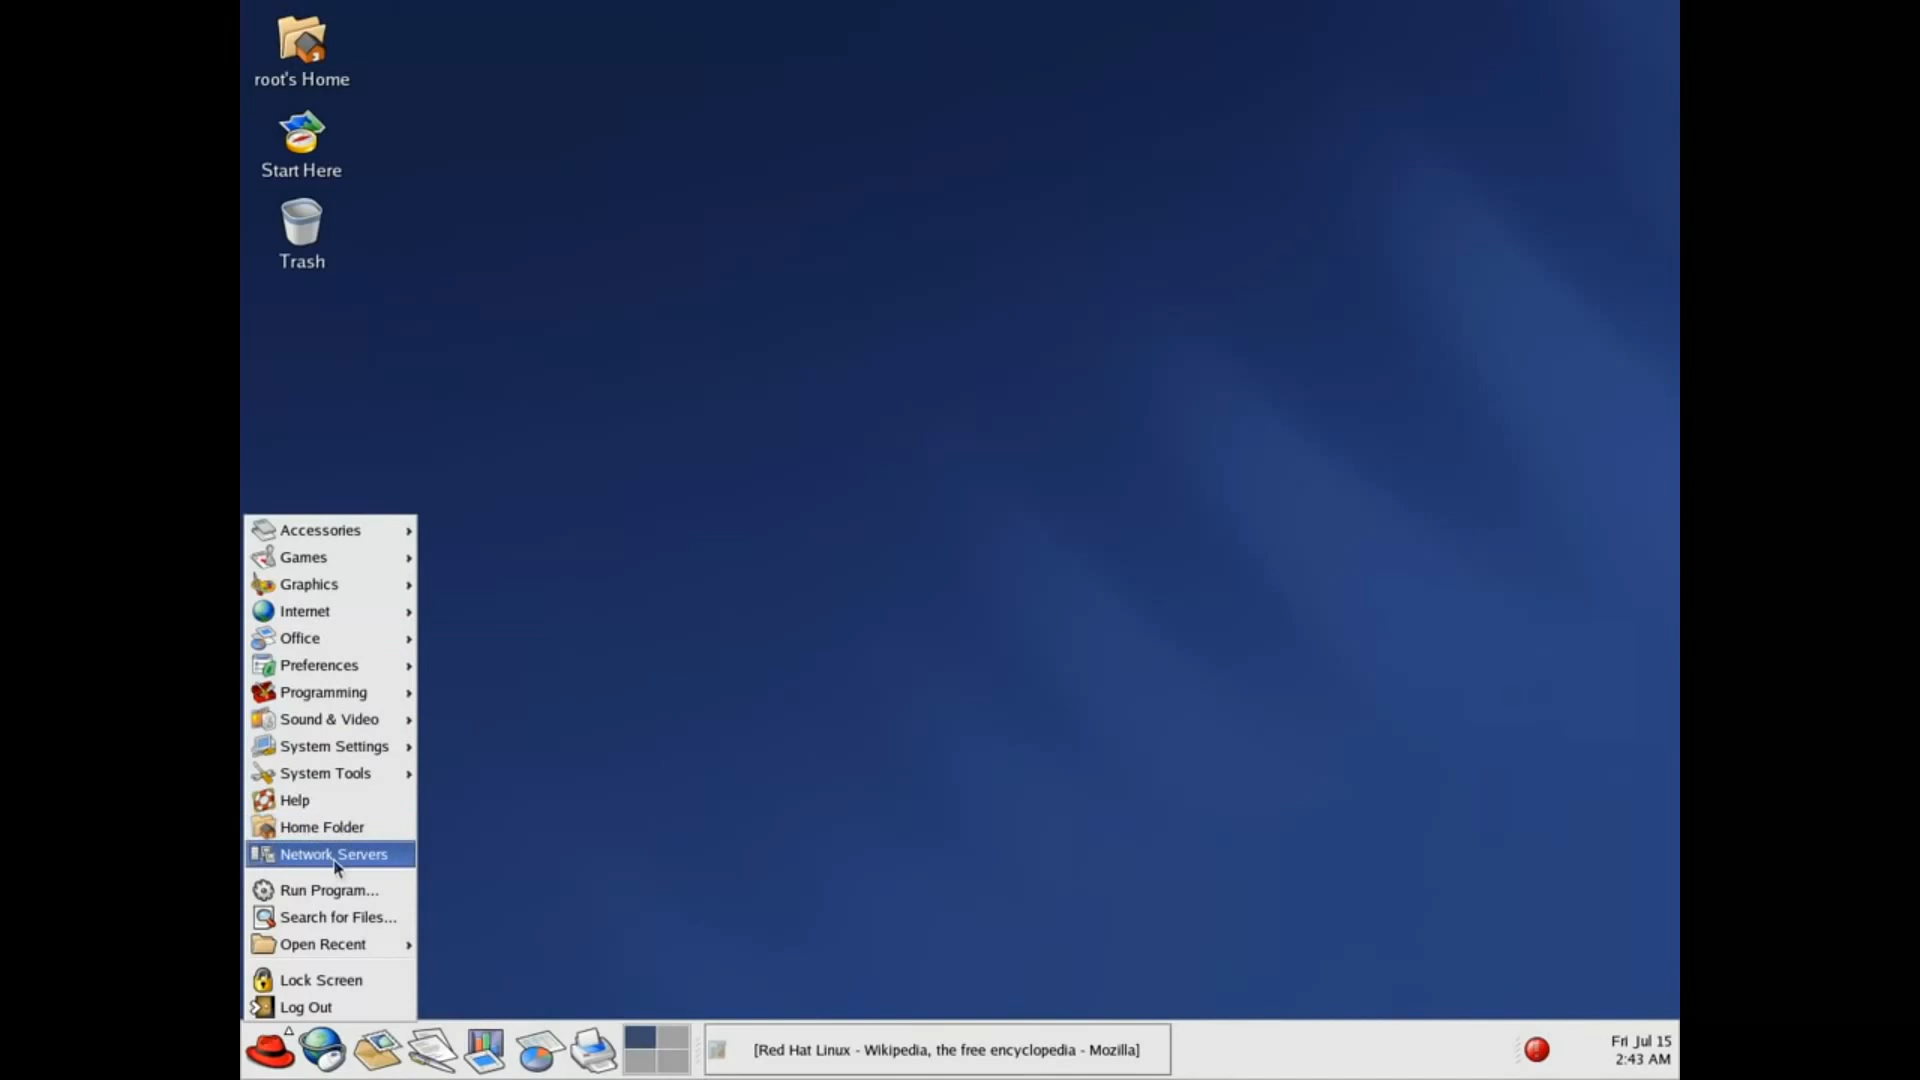 root's Home
Start Here
Trash
Accessories
Games
Graphics
Internet
Office
Preferences
Programming
Sound & Video
System Settings
System Tools
Help
Home Folder
Network Servers
Run Program...
Search for Files...
Open Recent
Lock Screen
Log Out
[Red Hat Linux - Wikipedia, the free encyclopedia - Mozilla]
Fri Jul 15
2:43 AM